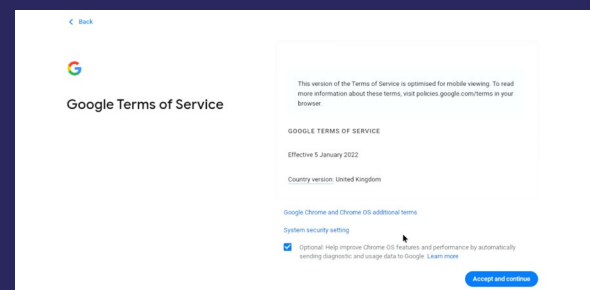 Back
Google Terms of Service
This version of the Terms of Service is optimised for mobile viewing. To read
more information about these terms, visit policies.google.com/terms in your
browser.
GOOGLE TERMS OF SERVICE
Effective 5 January 2022
Country version: United Kingdom
Google Chrome and Chrome OS additional terms
System security setting
Optional: Help improve Chrome OS features and performance by automatically
sending diagnostic and usage data to Google. Learn more
Accept and continue